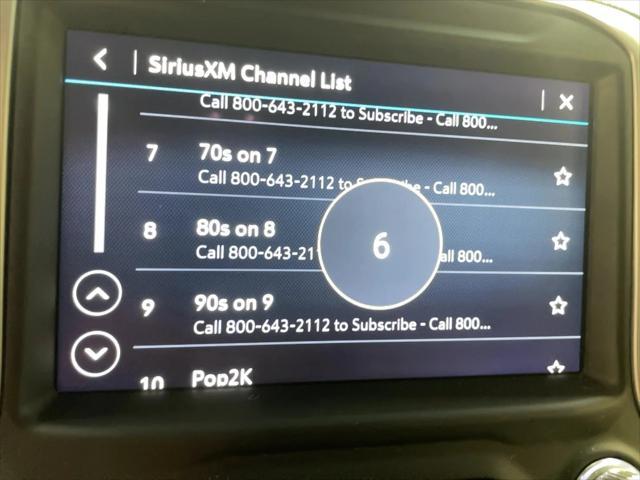 SiriusXM Channel List
Call 800-643-2112 to Subscribe - Call 800...
7 70s on 7
Call 800-643-2112 to - Call 800...
8 80s on 8
Call 800-643-21 all 800...
6
9 90s on 9
Call 800-643-2112 to Subscribe - Call 800...
10 Pop2K